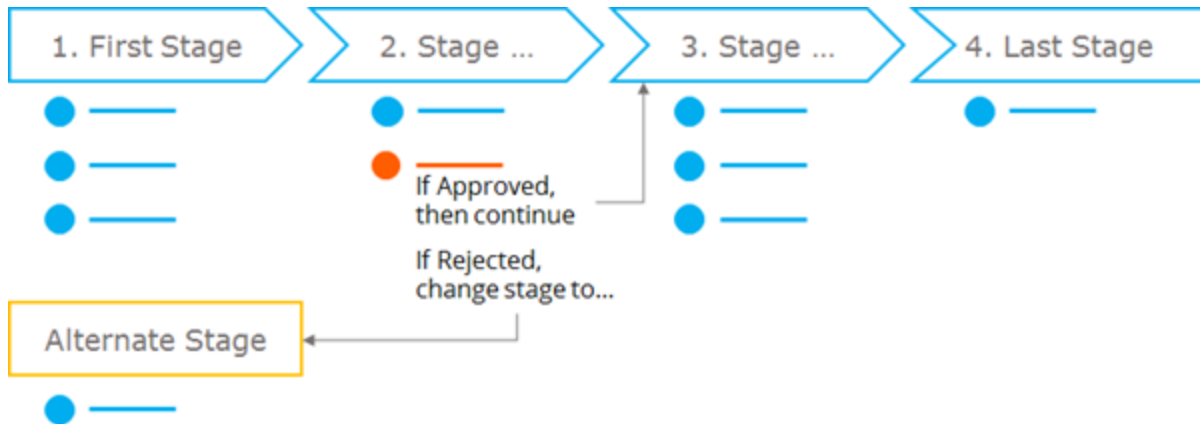 1. First Stage
2. Stage ...
3. Stage ...
4. Last Stage
If Approved,
then continue
If Rejected,
change stage to...
Alternate Stage